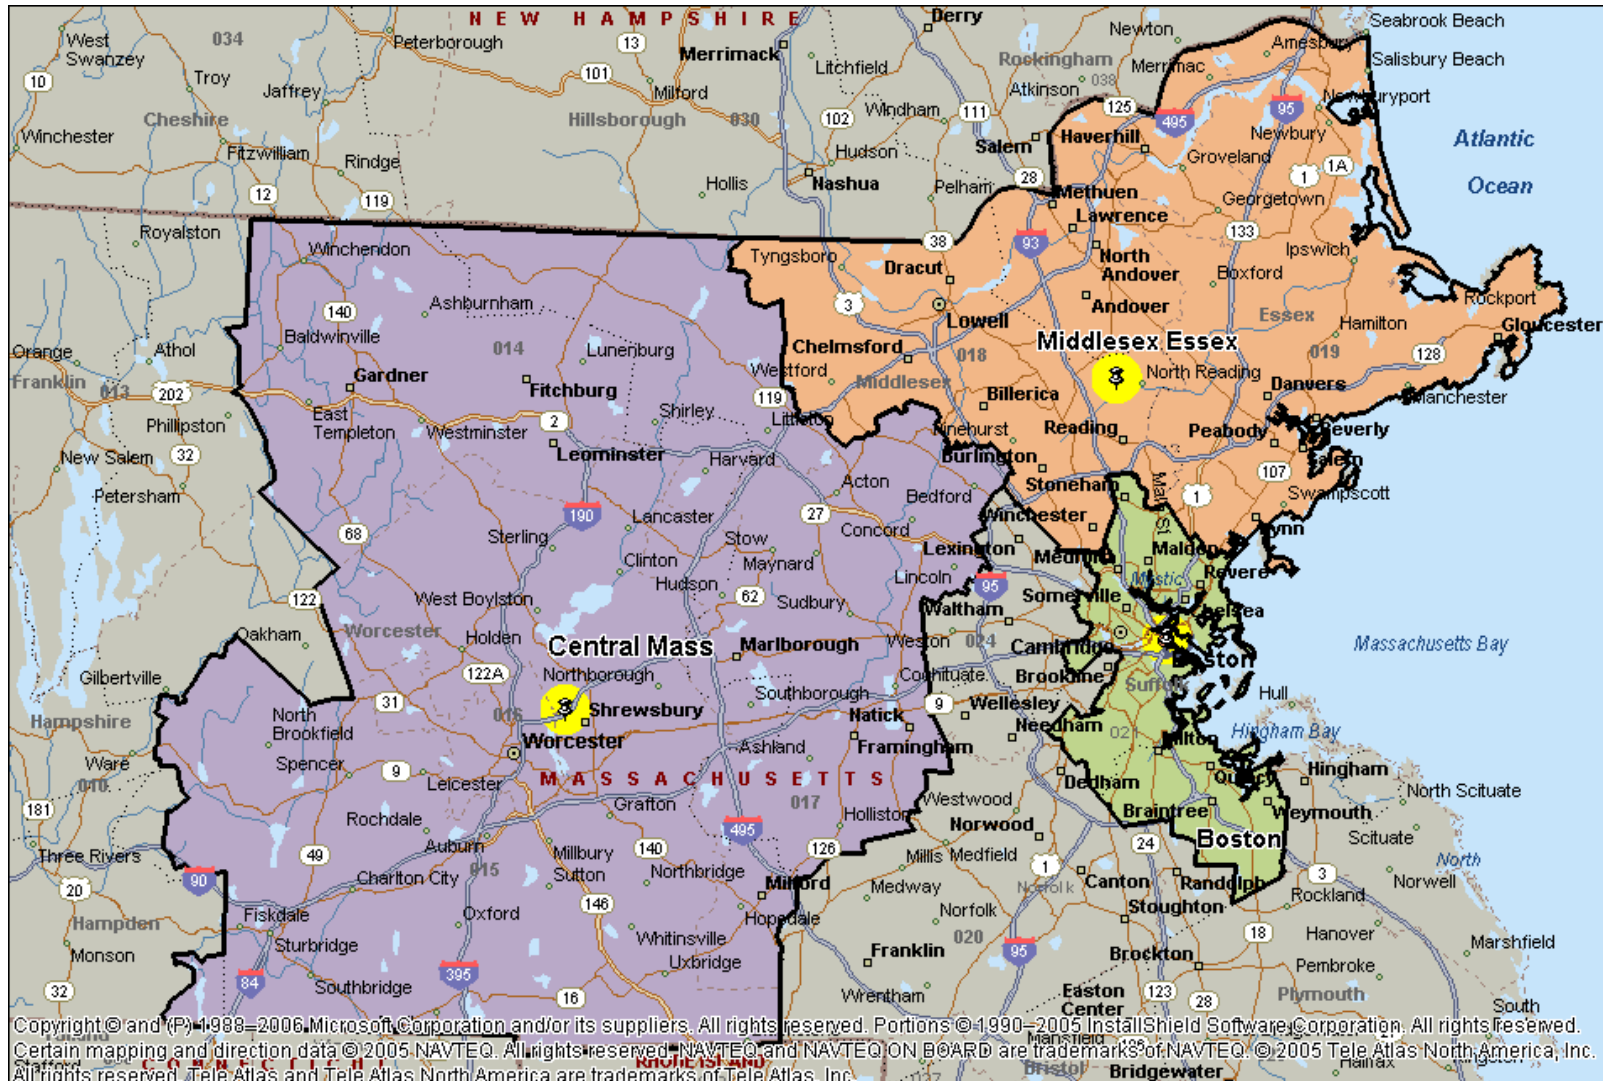 NEW HAMPSHIRE
Derry
Seabrook Beach
West
Swanzey
034
Peterborough
13
Merrimack
Newton
Amesbury
Salisbury Beach
Rockingham
Merrimac
038
Litchfield
10
Troy
101
Jaffrey
Milford
Atkinson
Newburyport
Cheshire
Hillsborough
030
102
Windham
111
125
495
95
Winchester
Fitzwilliam
Rindge
Hudson
Salem
Haverhill
Newbury
Groveland
1
1A
Atlantic
Ocean
12
119
Hollis
Nashua
Pelham
28
Methuen
Georgetown
Royalston
Winchendon
Tyngsboro
38
93
Lawrence
133
Ipswich
Dracut
North
Andover
Boxford
140
Ashburnham
3
Lowell
Andover
Essex
Rockport
Baldwinville
Hamilton
Gloucester
Orange
Athol
014
Lunenburg
Chelmsford
018
Middlesex Essex
019
128
Franklin
013
202
Gardner
Fitchburg
Westford
Middlesex
North Reading
Danvers
Manchester
Phillipston
East
Templeton
Westminster
2
Shirley
119
Littleton
Billerica
Pinehurst
Reading
Peabody
Beverly
New Salem
32
Leominster
Harvard
Burlington
Salem
107
Petersham
Acton
Bedford
Stoneham
Main St
1
Swampscott
68
190
Lancaster
27
Concord
Winchester
Lynn
Sterling
Stow
Lexington
Medford
Malden
Clinton
Maynard
Lincoln
95
Mystic
Revere
122
Hudson
62
Sudbury
Somerville
West Boylston
Waltham
Chelsea
Oakham
Worcester
Holden
Central Mass
Marlborough
Weston
024
Cambridge
Massachusetts Bay
122A
Northborough
Cochituate
Boston
Gilbertville
Southborough
Brookline
Suffolk
Hull
31
016
Shrewsbury
Natick
9
Wellesley
Hampshire
North
Brookfield
Worcester
Ashland
Framingham
Needham
021
Milton
Hingham Bay
Ware
010
Spencer
9
Leicester
MASSACHUSETTS
Dedham
Quincy
Hingham
181
Grafton
017
Holliston
Westwood
Braintree
Weymouth
North Scituate
Rochdale
495
Norwood
Boston
Scituate
Three Rivers
49
Auburn
015
Millbury
140
126
Millis
Medfield
1
24
North
90
Charlton City
Sutton
Northbridge
Milford
Medway
Norfolk
Canton
Randolph
3
Norwell
20
146
Rockland
Hampden
Fiskdale
Oxford
Hopedale
Norfolk
Stoughton
18
Hanover
Monson
Sturbridge
Whitinsville
Franklin
020
95
Brockton
Marshfield
84
395
Uxbridge
Pembroke
32
Southbridge
16
Wrentham
Easton
Center
123
28
Plymouth
South
Copyright © and (P) 1988–2006 Microsoft Corporation and/or its suppliers. All rights reserved. Portions © 1990–2005 InstallShield Software Corporation. All rights reserved.
Certain mapping and direction data © 2005 NAVTEQ. All rights reserved. NAVTEQ and NAVTEQ ON BOARD are trademarks of NAVTEQ. © 2005 Tele Atlas North America, Inc.
All rights reserved. Tele Atlas and Tele Atlas North America are trademarks of Tele Atlas, Inc.
RHODE ISLAND
Bristol
Bridgewater
Halifax